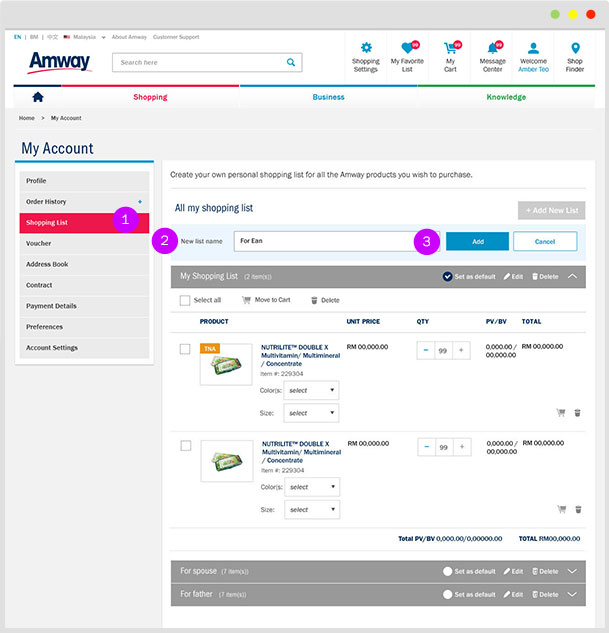 EN | BM | 中文 Malaysia About Amway Customer Support
Amway
Search here
Shopping Settings
99
My Favorite List
99
My Cart
99
Message Center
Welcome
Amber Teo
Shop Finder
Shopping Business Knowledge
Home > My Account
My Account
Profile
Order History +
Shopping List
1
Voucher
Address Book
Contract
Payment Details
Preferences
Account Settings
Create your own personal shopping list for all the Amway products you wish to purchase.
All my shopping list
+ Add New List
2 New list name For Ean 3 Add Cancel
My Shopping List (2 item(s)) Set as default Edit Delete
Select all Move to Cart Delete
PRODUCT UNIT PRICE QTY PV/BV TOTAL
TNA
NUTRILITE™ DOUBLE X
Multivitamin/ Multimineral
/ Concentrate
Item #: 229304
RM 00,000.00
− 99 +
0,000.00 /
00,000.00
RM 00,000.00
Color(s): select
Size: select
NUTRILITE™ DOUBLE X
Multivitamin/ Multimineral
/ Concentrate
Item #: 229304
RM 00,000.00
− 99 +
0,000.00 /
00,000.00
RM 00,000.00
Color(s): select
Size: select
Total PV/BV 0,000.00/0,00000.00 TOTAL RM00,000.00
For spouse (7 item(s)) Set as default Edit Delete
For father (7 item(s)) Set as default Edit Delete